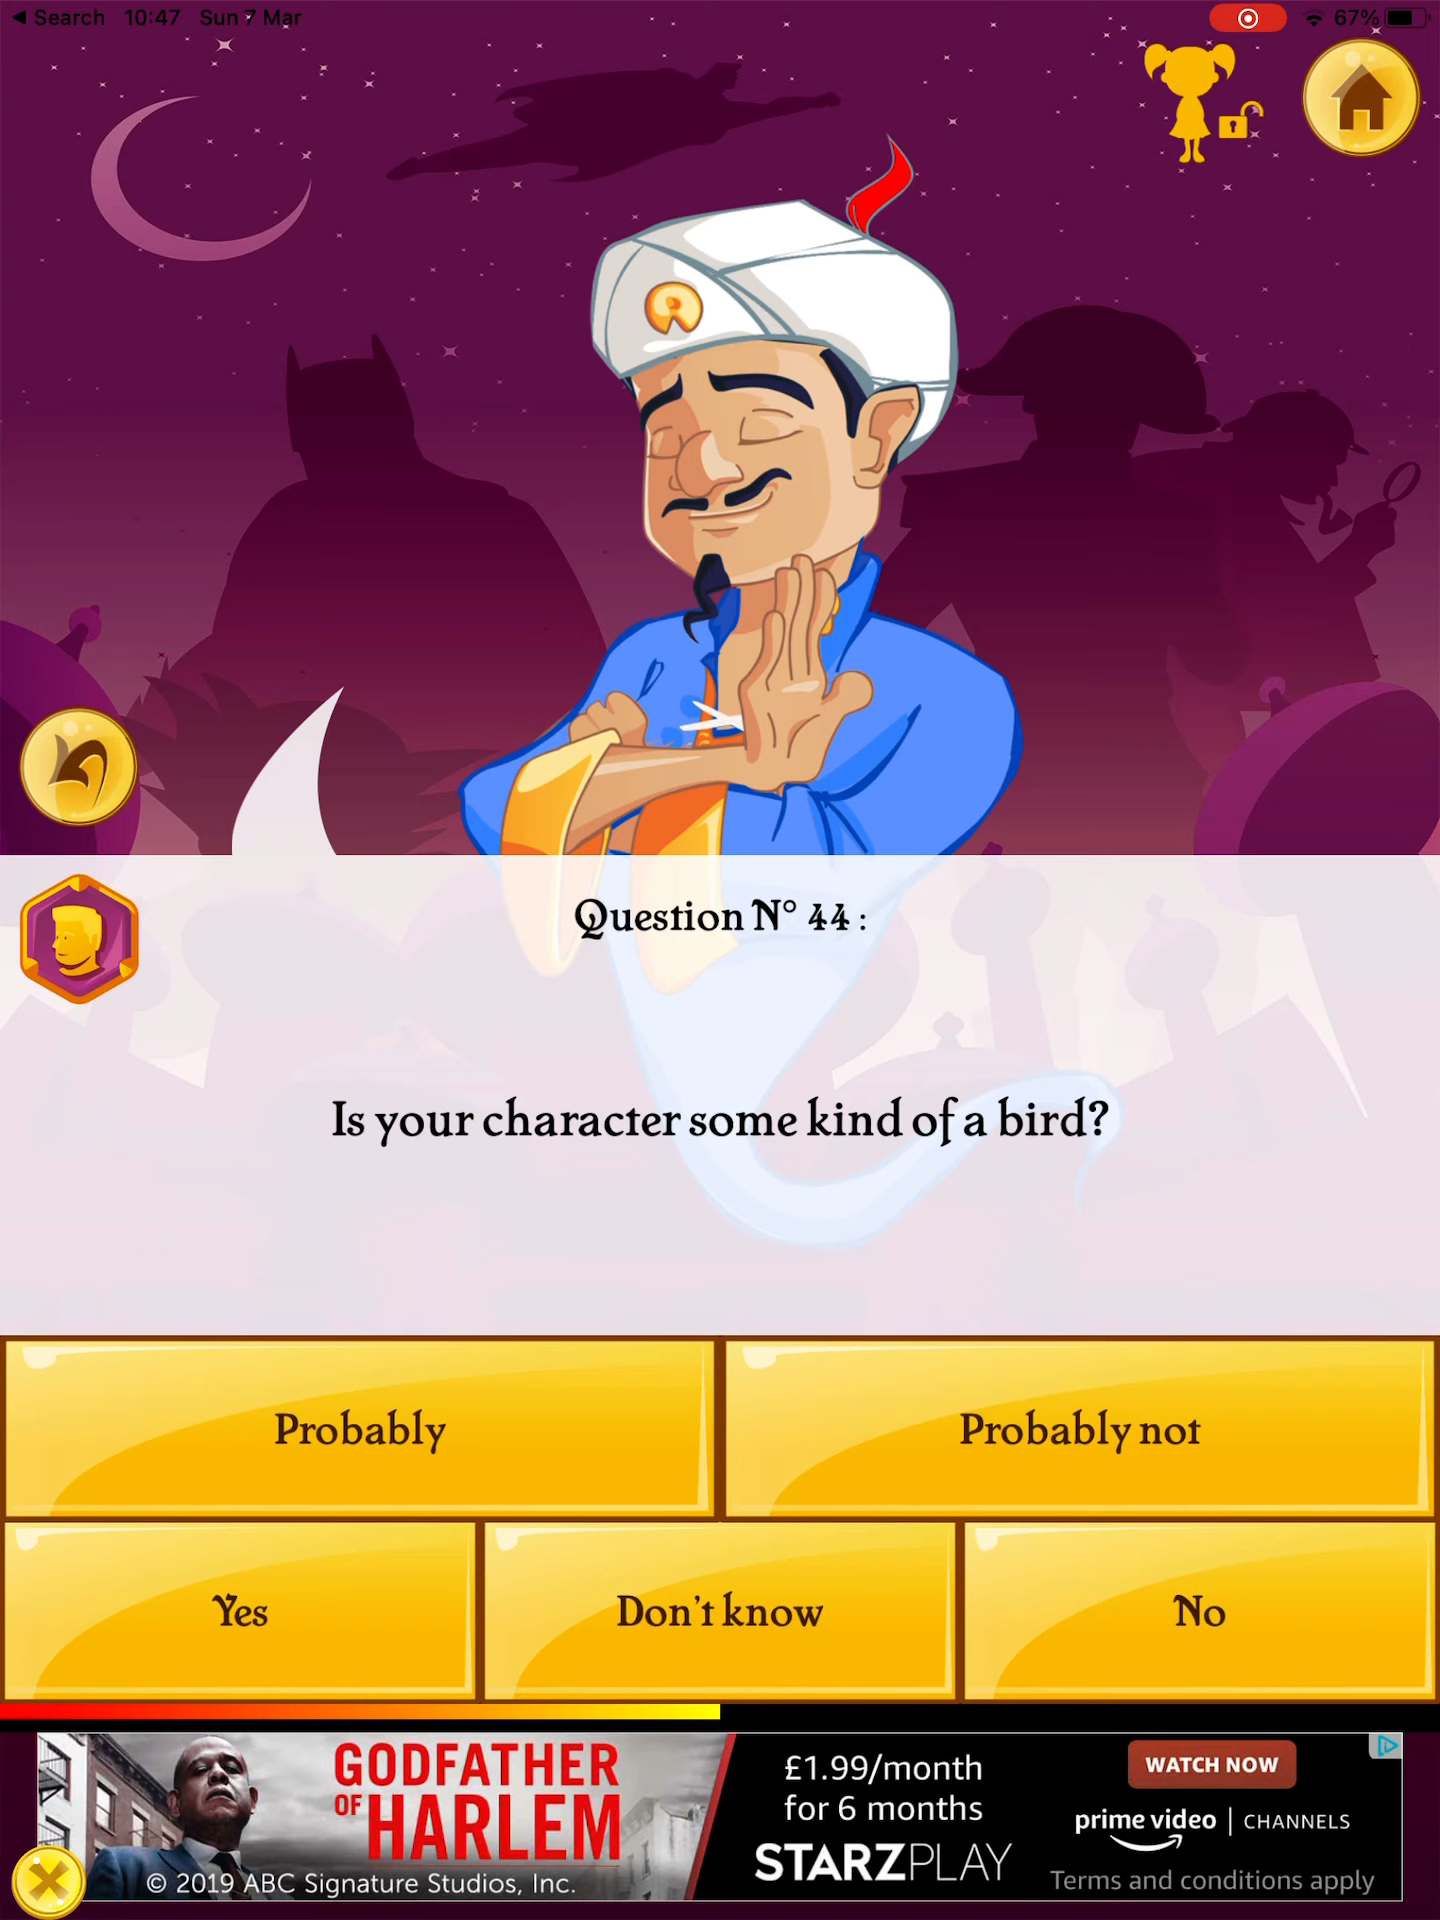 ◀ Search 10:47 Sun 7 Mar 67%
Question N° 44 :
Is your character some kind of a bird?
Probably
Probably not
Yes
Don't know
No
GODFATHER
OF HARLEM
© 2019 ABC Signature Studios, Inc.
£1.99/month
for 6 months
STARZPLAY
WATCH NOW
prime video | CHANNELS
Terms and conditions apply